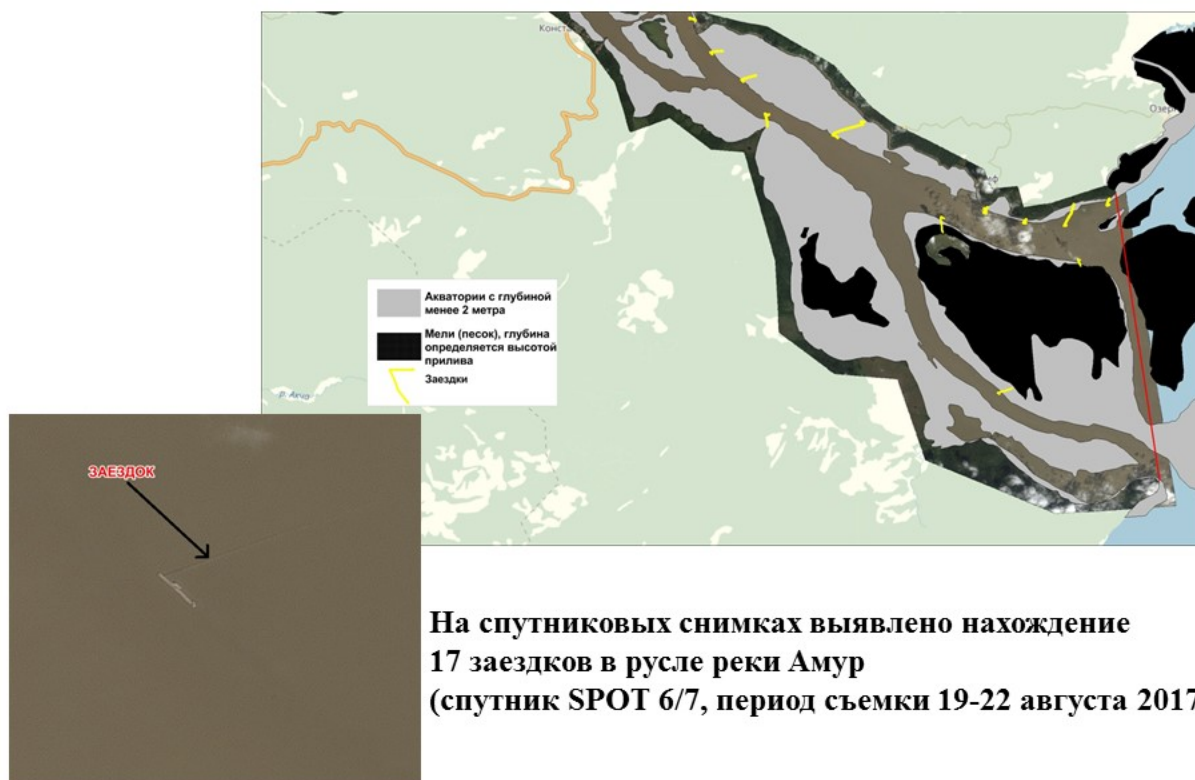 Конста
Озер
Акватории с глубиной
менее 2 метра
Мели (песок), глубина
определяется высотой
прилива
Заездки
р. Акча
ЗАЕЗДОК
На спутниковых снимках выявлено нахождение
17 заездков в русле реки Амур
(спутник SPOT 6/7, период съемки 19-22 августа 2017